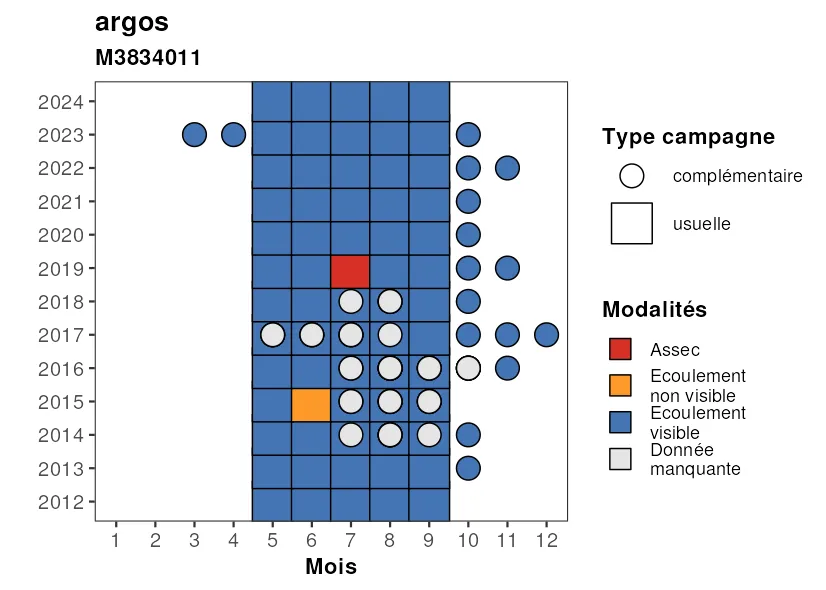 argos
M3834011
2024
2023
2022
2021
2020
2019
2018
2017
2016
2015
2014
2013
2012
1 2 3 4 5 6 7 8 9 10 11 12
Mois
Type campagne
complémentaire
usuelle
Modalités
Assec
Ecoulement
non visible
Ecoulement
visible
Donnée
manquante